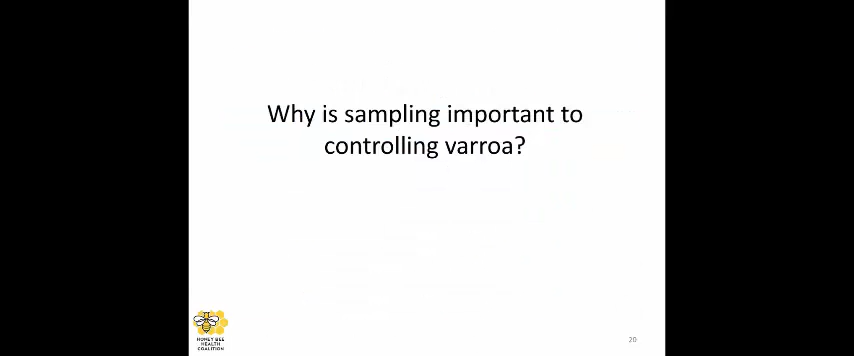 Why is sampling important to
controlling varroa?
HONEY BEE
HEALTH
COALITION
20